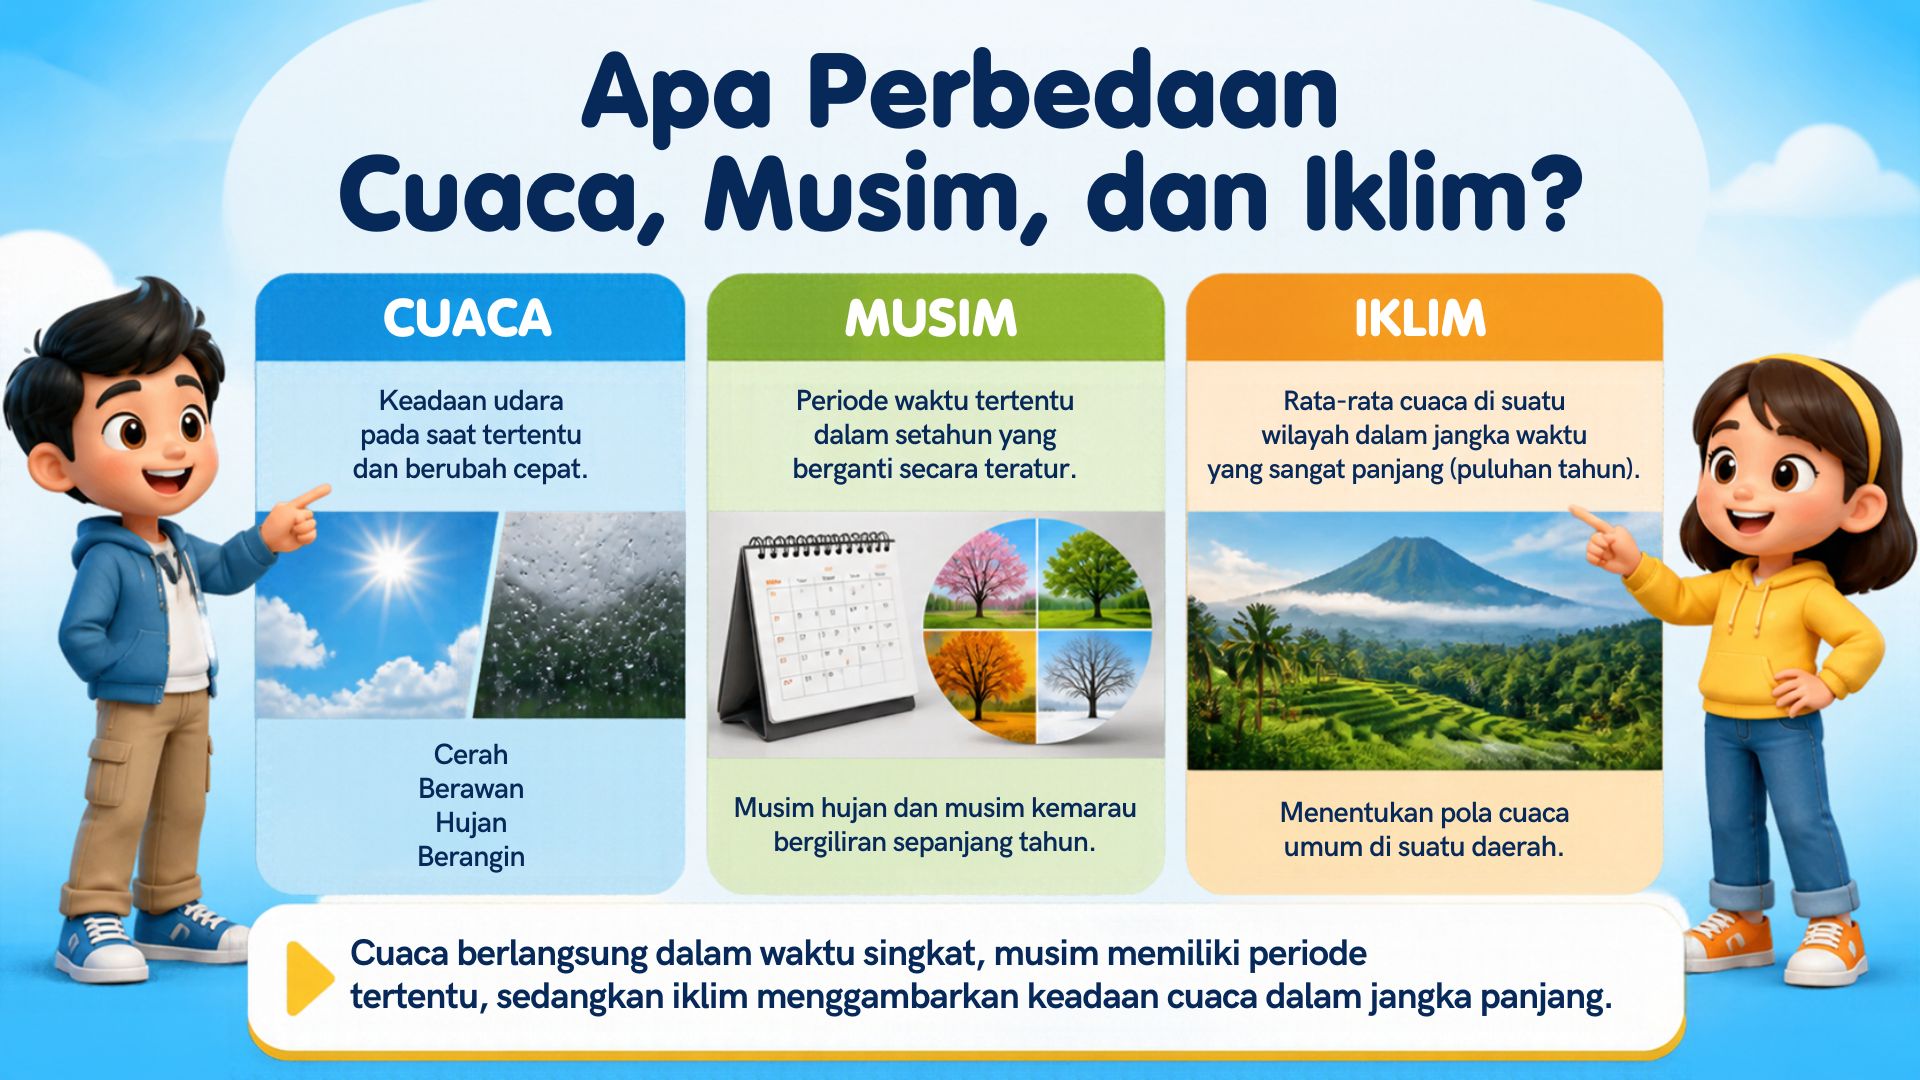 Apa Perbedaan
Cuaca, Musim, dan Iklim?
CUACA
Keadaan udara
pada saat tertentu
dan berubah cepat.
Cerah
Berawan
Hujan
Berangin
MUSIM
Periode waktu tertentu
dalam setahun yang
berganti secara teratur.
Musim hujan dan musim kemarau
bergiliran sepanjang tahun.
IKLIM
Rata-rata cuaca di suatu
wilayah dalam jangka waktu
yang sangat panjang (puluhan tahun).
Menentukan pola cuaca
umum di suatu daerah.
Cuaca berlangsung dalam waktu singkat, musim memiliki periode
tertentu, sedangkan iklim menggambarkan keadaan cuaca dalam jangka panjang.